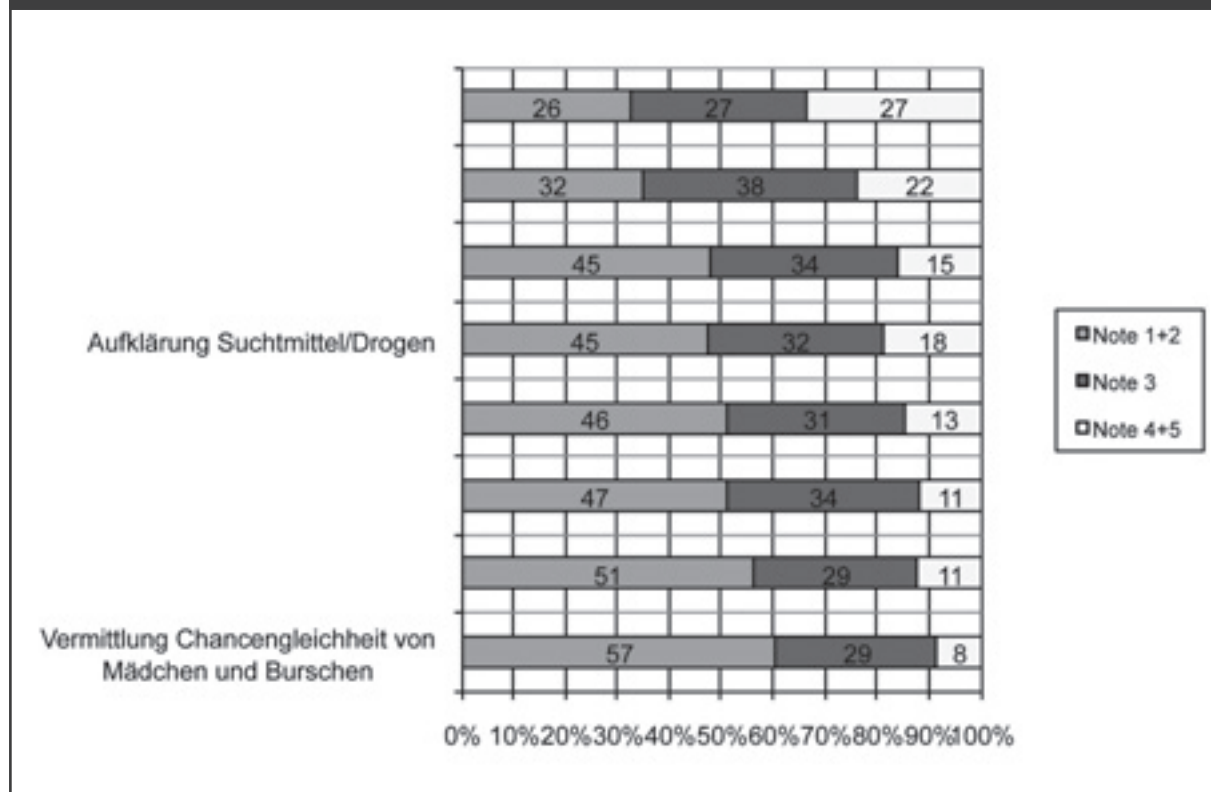 26 27 27
32 38 22
45 34 15
Aufklärung Suchtmittel/Drogen 45 32 18
46 31 13
47 34 11
51 29 11
Vermittlung Chancengleichheit von
Mädchen und Burschen
57 29 8
0% 10%20%30%40%50%60%70%80%90%100%
Note 1+2
Note 3
Note 4+5